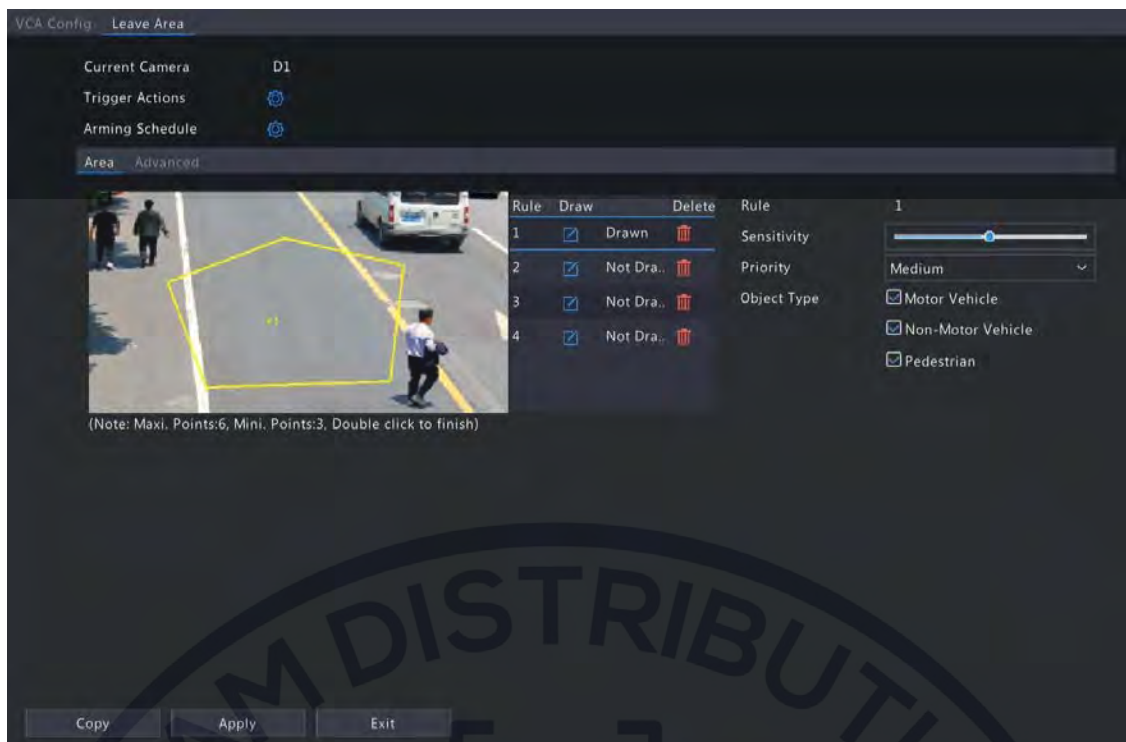 VCA Config Leave Area
Current Camera D1
Trigger Actions
Arming Schedule
Area Advanced
Rule Draw Delete
1 Drawn
2 Not Dra..
3 Not Dra..
4 Not Dra..
Rule 1
Sensitivity
Priority Medium
Object Type Motor Vehicle
Non-Motor Vehicle
Pedestrian
(Note: Maxi. Points:6, Mini. Points:3, Double click to finish)
Copy Apply Exit